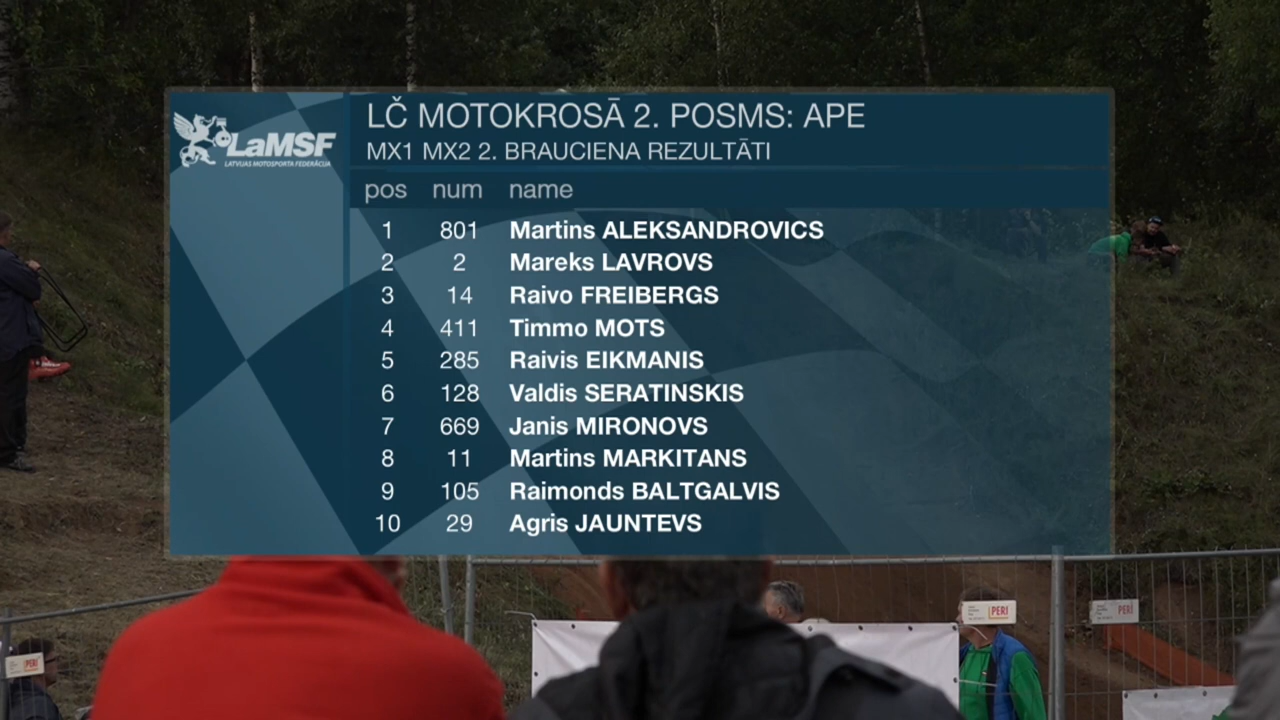 LaMSF
LATVIJAS MOTOSPORTA FEDERĀCIJA
LČ MOTOKROSĀ 2. POSMS: APE
MX1 MX2 2. BRAUCIENA REZULTĀTI
pos num name
1 801 Martins ALEKSANDROVICS
2 2 Mareks LAVROVS
3 14 Raivo FREIBERGS
4 411 Timmo MOTS
5 285 Raivis EIKMANIS
6 128 Valdis SERATINSKIS
7 669 Janis MIRONOVS
8 11 Martins MARKITANS
9 105 Raimonds BALTGALVIS
10 29 Agris JAUNTEVS
PERI
PERI
PERI